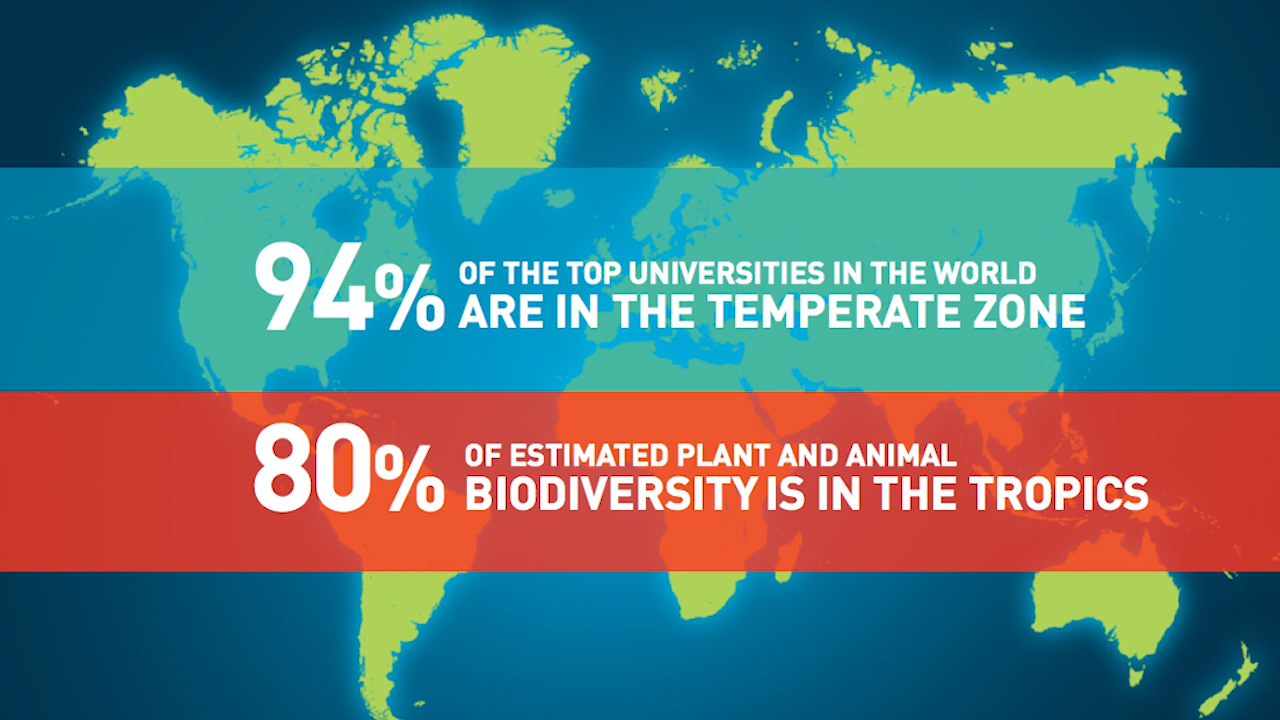 94% OF THE TOP UNIVERSITIES IN THE WORLD
ARE IN THE TEMPERATE ZONE
80% OF ESTIMATED PLANT AND ANIMAL
BIODIVERSITY IS IN THE TROPICS